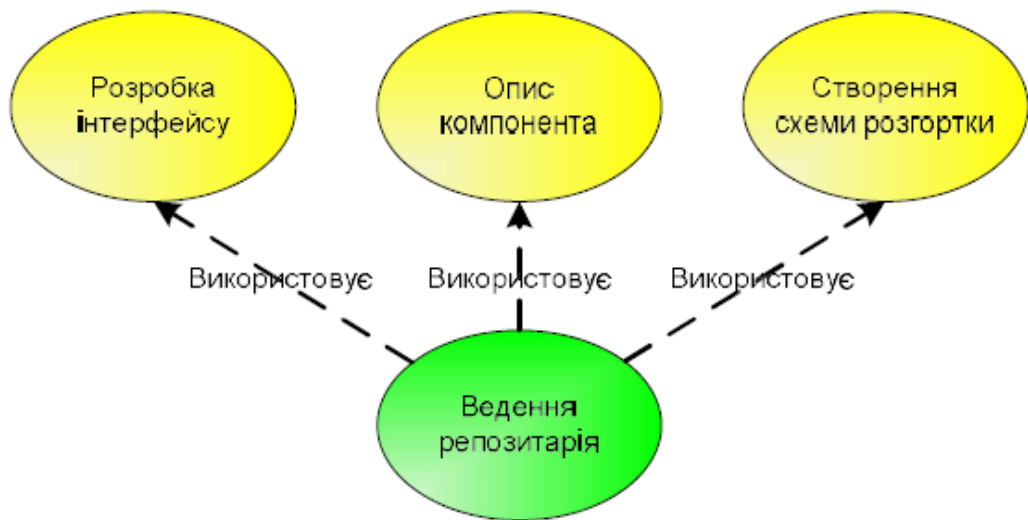 Розробка
інтерфейсу
Опис
компонента
Створення
схеми розгортки
Використовує
Використовує
Використовує
Ведення
репозитарія